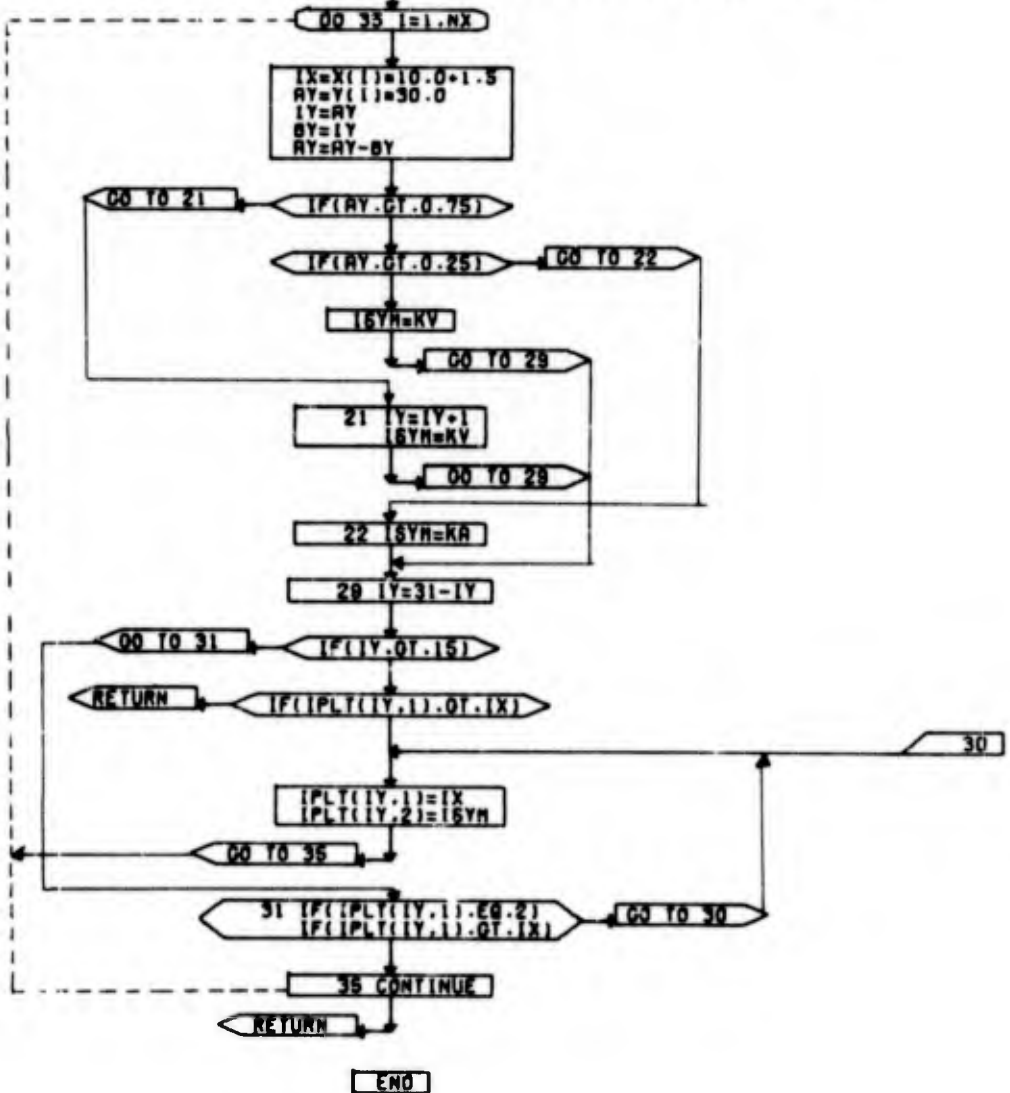 DO 35 I=1.NX
IX=X(I)=10.0+1.5
AY=Y(I)=30.0
IY=AY
BY=IY
AY=AY-BY
GO TO 21
IF(AY.GT.0.75)
IF(AY.GT.0.25)
GO TO 22
ISYM=KV
GO TO 29
21 IY=IY+1
ISYM=KV
GO TO 29
22 ISYM=KA
29 IY=31-IY
GO TO 31
IF(IY.GT.15)
RETURN
IF(IPLT(IY,1).GT.IX)
30
IPLT(IY,1)=IX
IPLT(IY,2)=ISYM
GO TO 35
31 IF(IPLT(IY,1).EQ.2)
IF(IPLT(IY,1).GT.IX)
GO TO 30
35 CONTINUE
RETURN
END